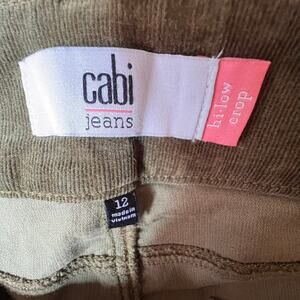 cabi
jeans
hi-low
crop
12
made in
vietnam